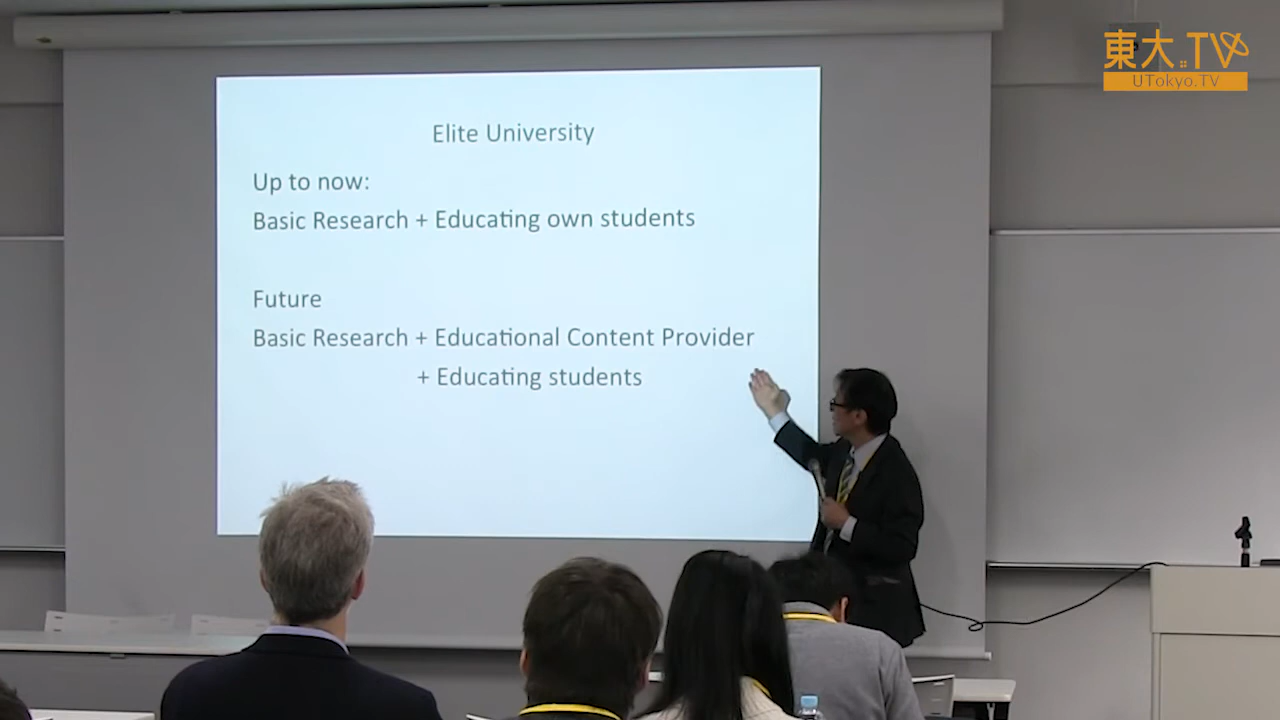 東大.TV
UTokyo.TV
Elite University
Up to now:
Basic Research + Educating own students
Future
Basic Research + Educational Content Provider
+ Educating students